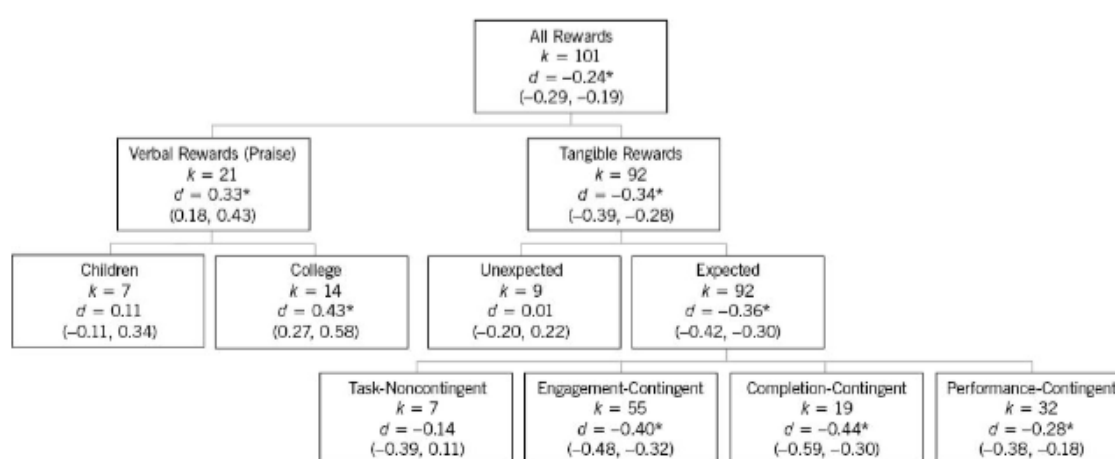 All Rewards
k = 101
d = −0.24*
(−0.29, −0.19)
Verbal Rewards (Praise)
k = 21
d = 0.33*
(0.18, 0.43)
Tangible Rewards
k = 92
d = −0.34*
(−0.39, −0.28)
Children
k = 7
d = 0.11
(−0.11, 0.34)
College
k = 14
d = 0.43*
(0.27, 0.58)
Unexpected
k = 9
d = 0.01
(−0.20, 0.22)
Expected
k = 92
d = −0.36*
(−0.42, −0.30)
Task-Noncontingent
k = 7
d = −0.14
(−0.39, 0.11)
Engagement-Contingent
k = 55
d = −0.40*
(−0.48, −0.32)
Completion-Contingent
k = 19
d = −0.44*
(−0.59, −0.30)
Performance-Contingent
k = 32
d = −0.28*
(−0.38, −0.18)